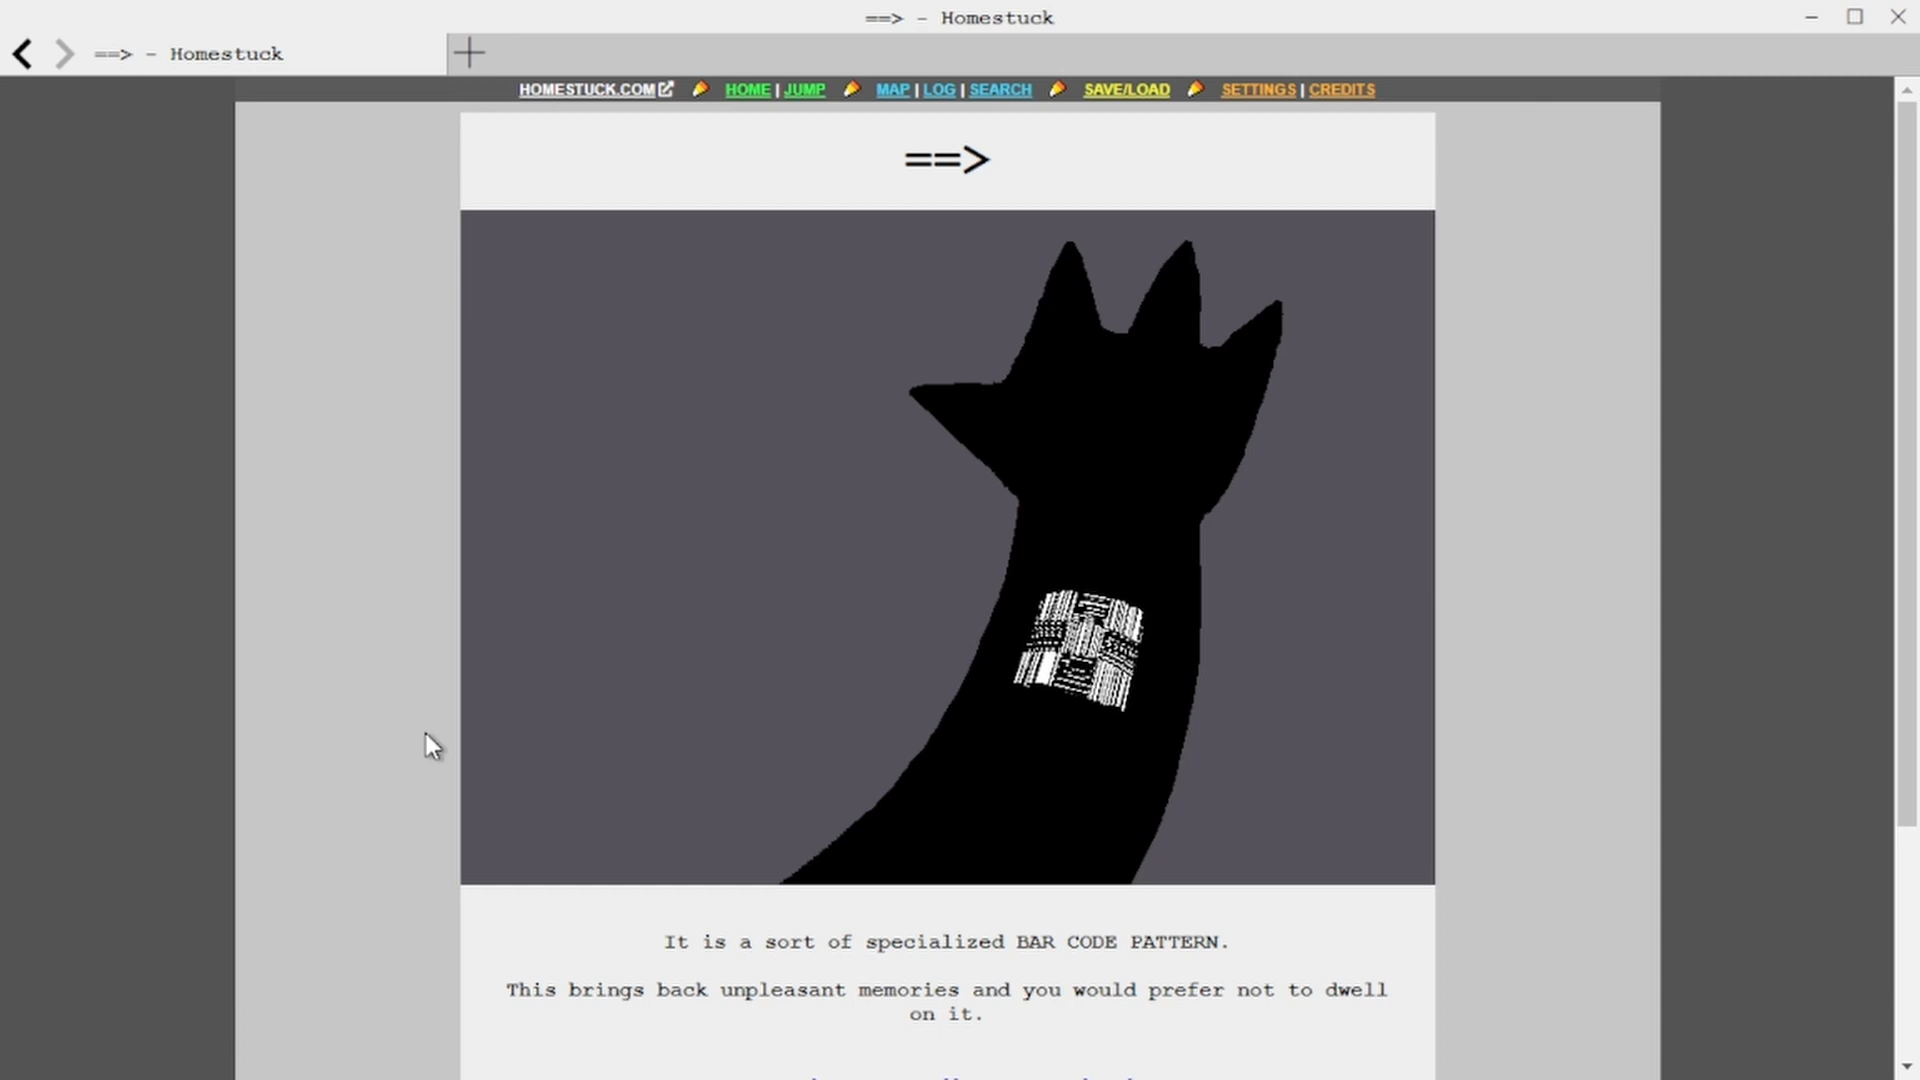 ==> - Homestuck
==> - Homestuck
HOMESTUCK.COM HOME | JUMP MAP | LOG | SEARCH SAVE/LOAD SETTINGS | CREDITS
==>
It is a sort of specialized BAR CODE PATTERN.
This brings back unpleasant memories and you would prefer not to dwell
on it.